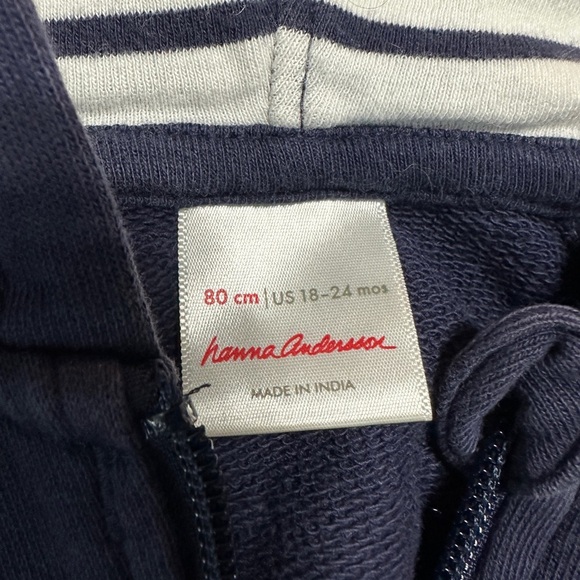 80 cm | US 18-24 mos
hanna Andersson
MADE IN INDIA